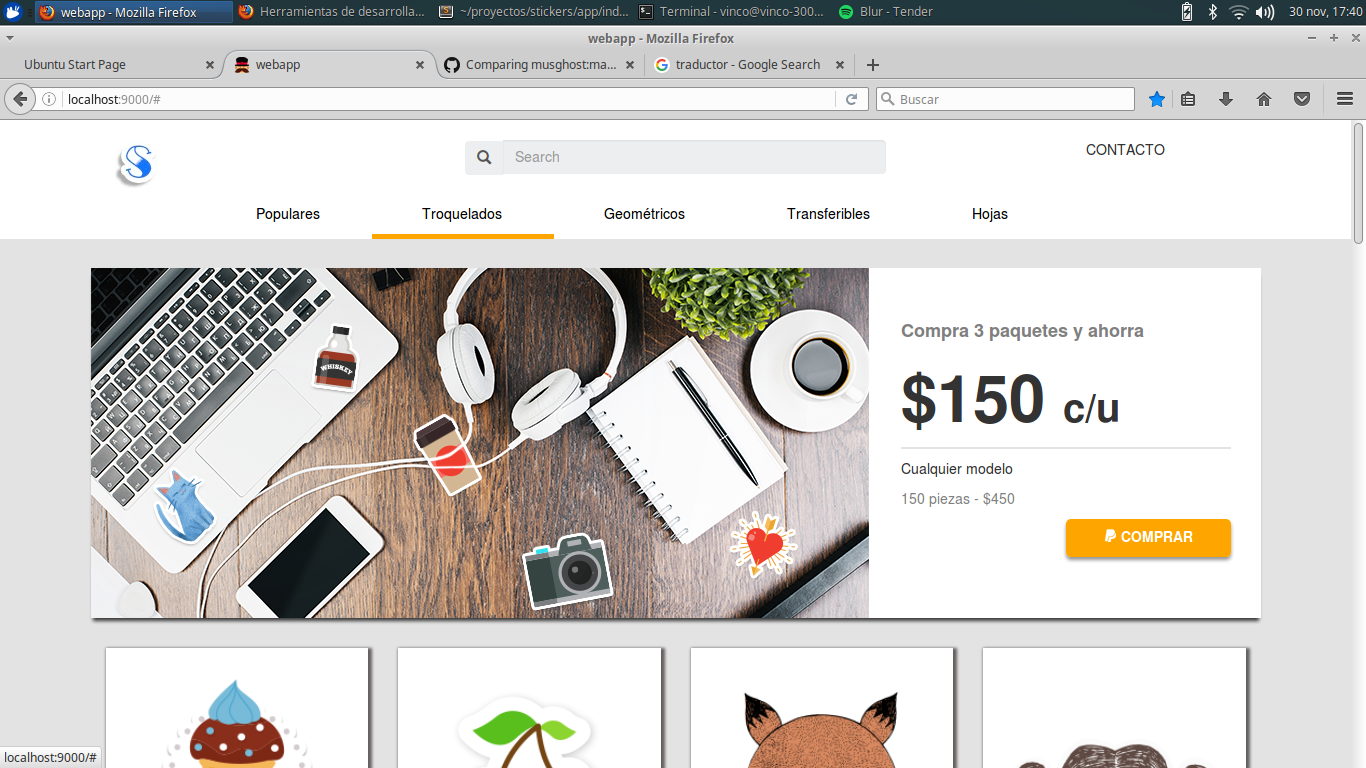 webapp - Mozilla Firefox
Herramientas de desarrolla...
~/proyectos/stickers/app/ind...
Terminal - vinco@vinco-300...
Blur - Tender
30 nov, 17:40
webapp - Mozilla Firefox
Ubuntu Start Page
webapp
Comparing musghost:ma...
traductor - Google Search
localhost:9000/#
Buscar
S
Search
CONTACTO
Populares
Troquelados
Geométricos
Transferibles
Hojas
WHISKEY
Compra 3 paquetes y ahorra
$150 c/u
Cualquier modelo
150 piezas - $450
COMPRAR
localhost:9000/#